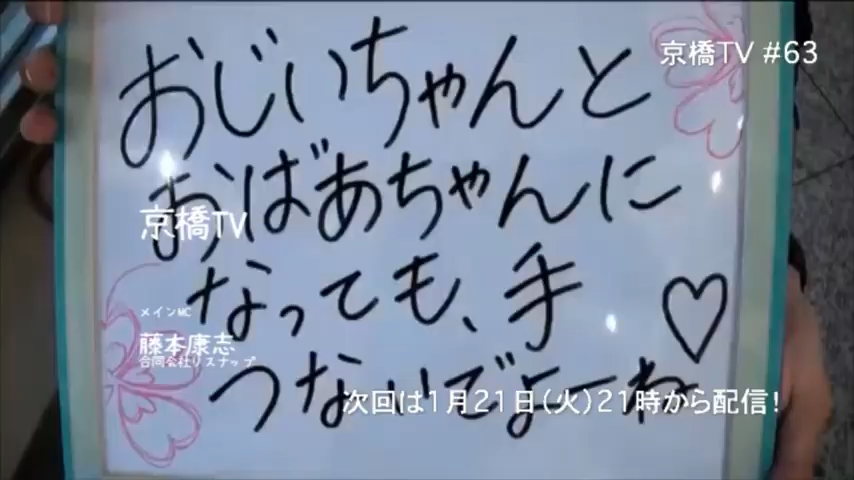 京橋TV #63
おじいちゃんと
おばあちゃんに
なっても、手
つないでよーね
京橋TV
メインMC
藤本康志
合同会社リスナップ
次回は1月21日(火)21時から配信!